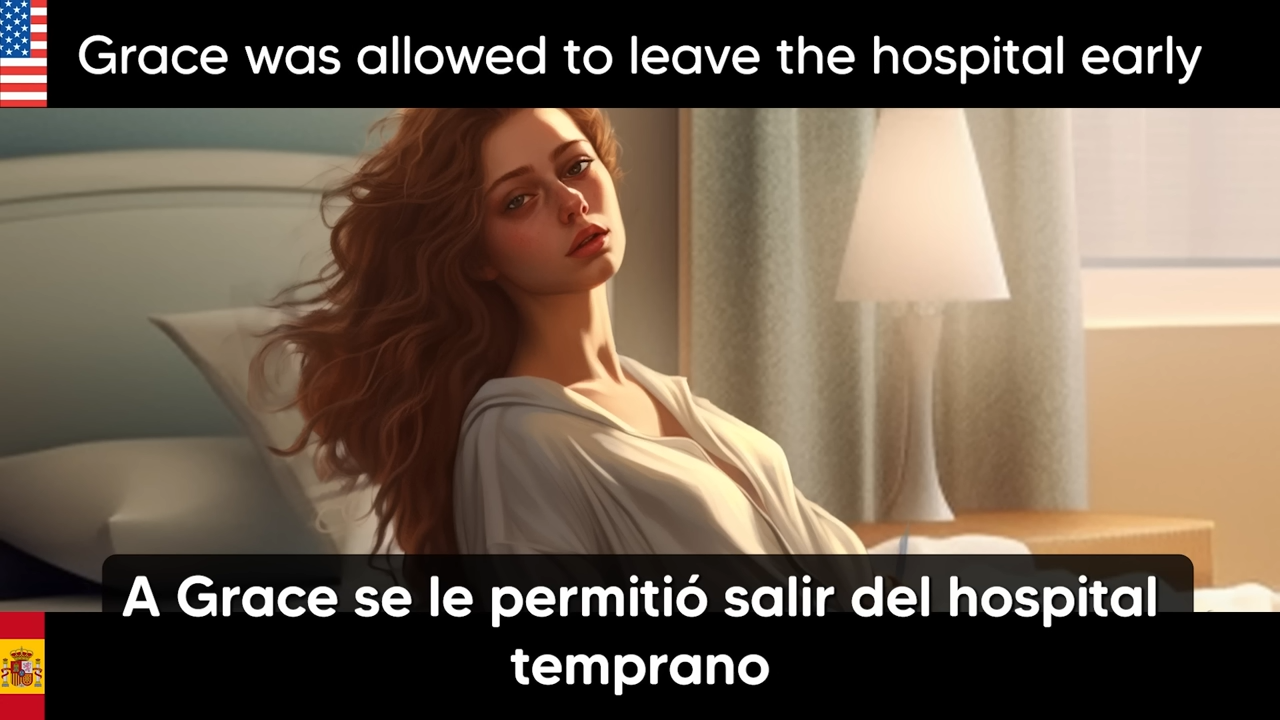 Grace was allowed to leave the hospital early
A Grace se le permitió salir del hospital
temprano